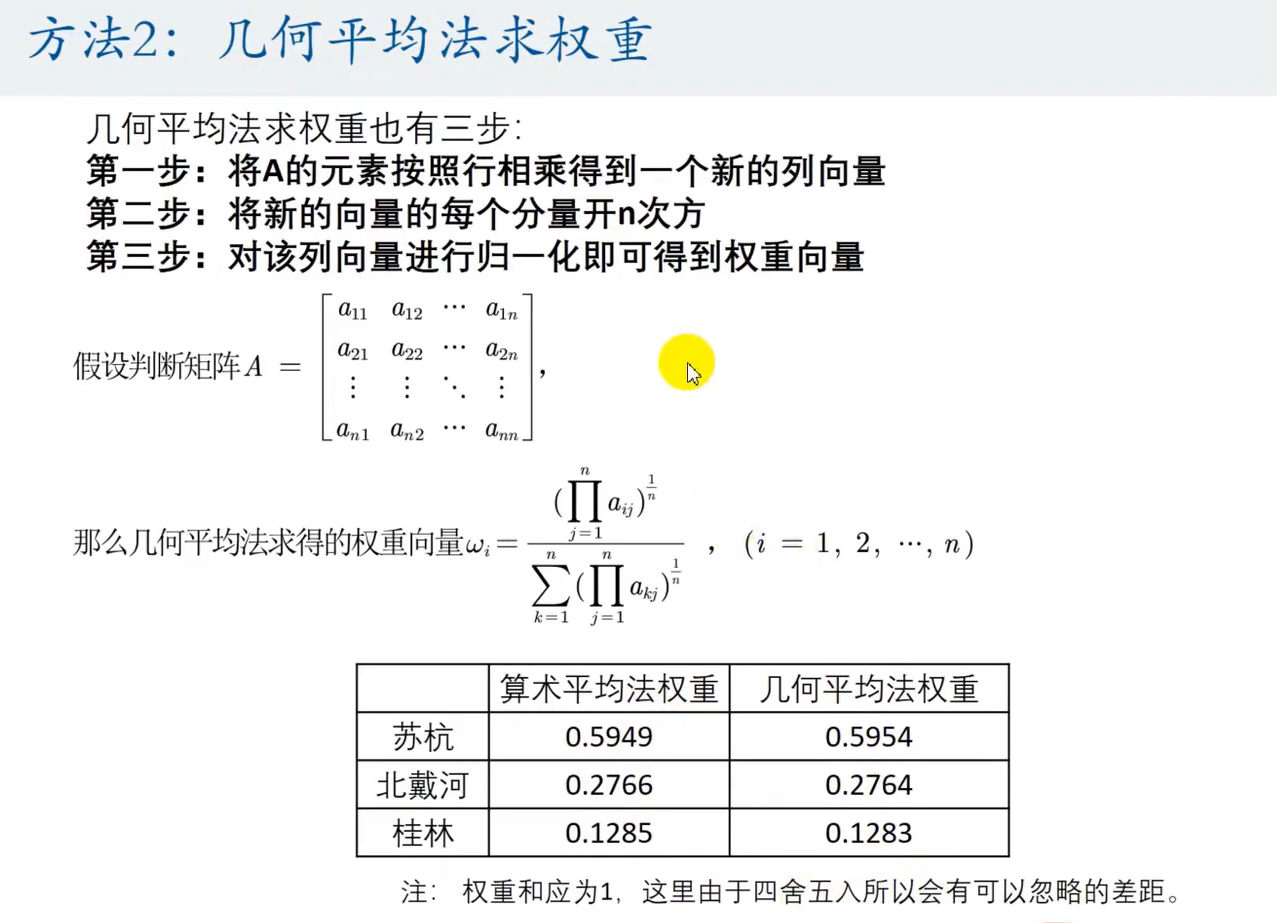 方法2：几何平均法求权重
几何平均法求权重也有三步：
第一步：将A的元素按照行相乘得到一个新的列向量
第二步：将新的向量的每个分量开n次方
第三步：对该列向量进行归一化即可得到权重向量
假设判断矩阵 $A = \begin{bmatrix} a_{11} & a_{12} & \cdots & a_{1n} \\ a_{21} & a_{22} & \cdots & a_{2n} \\ \vdots & \vdots & \ddots & \vdots \\ a_{n1} & a_{n2} & \cdots & a_{nn} \end{bmatrix}$，
那么几何平均法求得的权重向量 $\omega_i = \frac{(\prod_{j=1}^{n} a_{ij})^{\frac{1}{n}}}{\sum_{k=1}^{n} (\prod_{j=1}^{n} a_{kj})^{\frac{1}{n}}}$，$(i = 1, 2, \cdots, n)$
算术平均法权重 几何平均法权重
苏杭 0.5949 0.5954
北戴河 0.2766 0.2764
桂林 0.1285 0.1283
注： 权重和应为1，这里由于四舍五入所以会有可以忽略的差距。